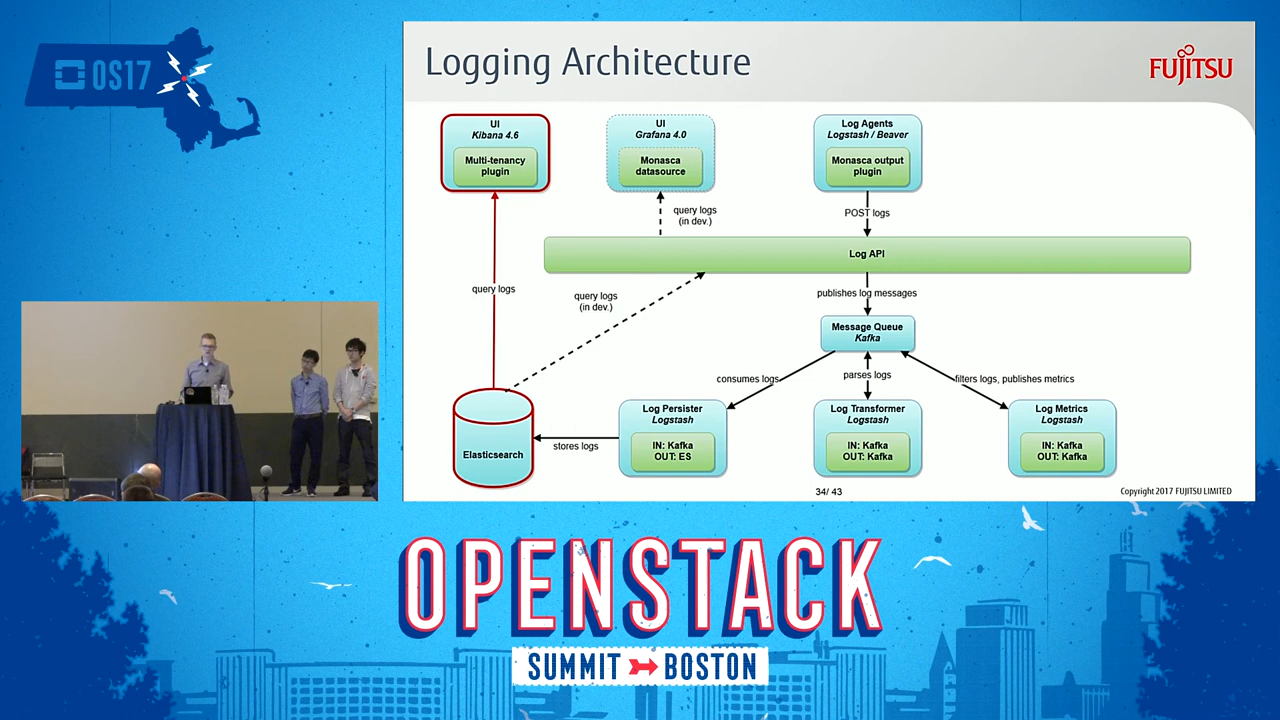 OS17
Logging Architecture
FUJITSU
UI
Kibana 4.6
Multi-tenancy
plugin
UI
Grafana 4.0
Monasca
datasource
Log Agents
Logstash / Beaver
Monasca output
plugin
query logs
(in dev.)
POST logs
Log API
query logs
query logs
(in dev.)
publishes log messages
Message Queue
Kafka
consumes logs
parses logs
filters logs, publishes metrics
Elasticsearch
stores logs
Log Persister
Logstash
IN: Kafka
OUT: ES
Log Transformer
Logstash
IN: Kafka
OUT: Kafka
Log Metrics
Logstash
IN: Kafka
OUT: Kafka
34/ 43
Copyright 2017 FUJITSU LIMITED
OPENSTACK
SUMMIT BOSTON